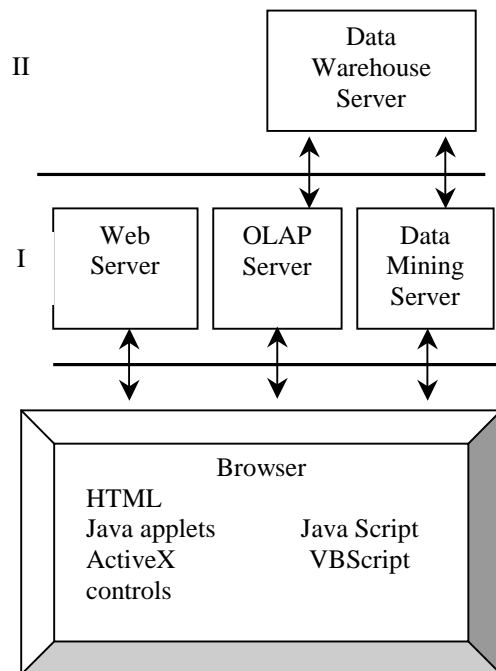 II
Data
Warehouse
Server
I
Web
Server
OLAP
Server
Data
Mining
Server
Browser
HTML
Java applets
ActiveX
controls
Java Script
VBScript